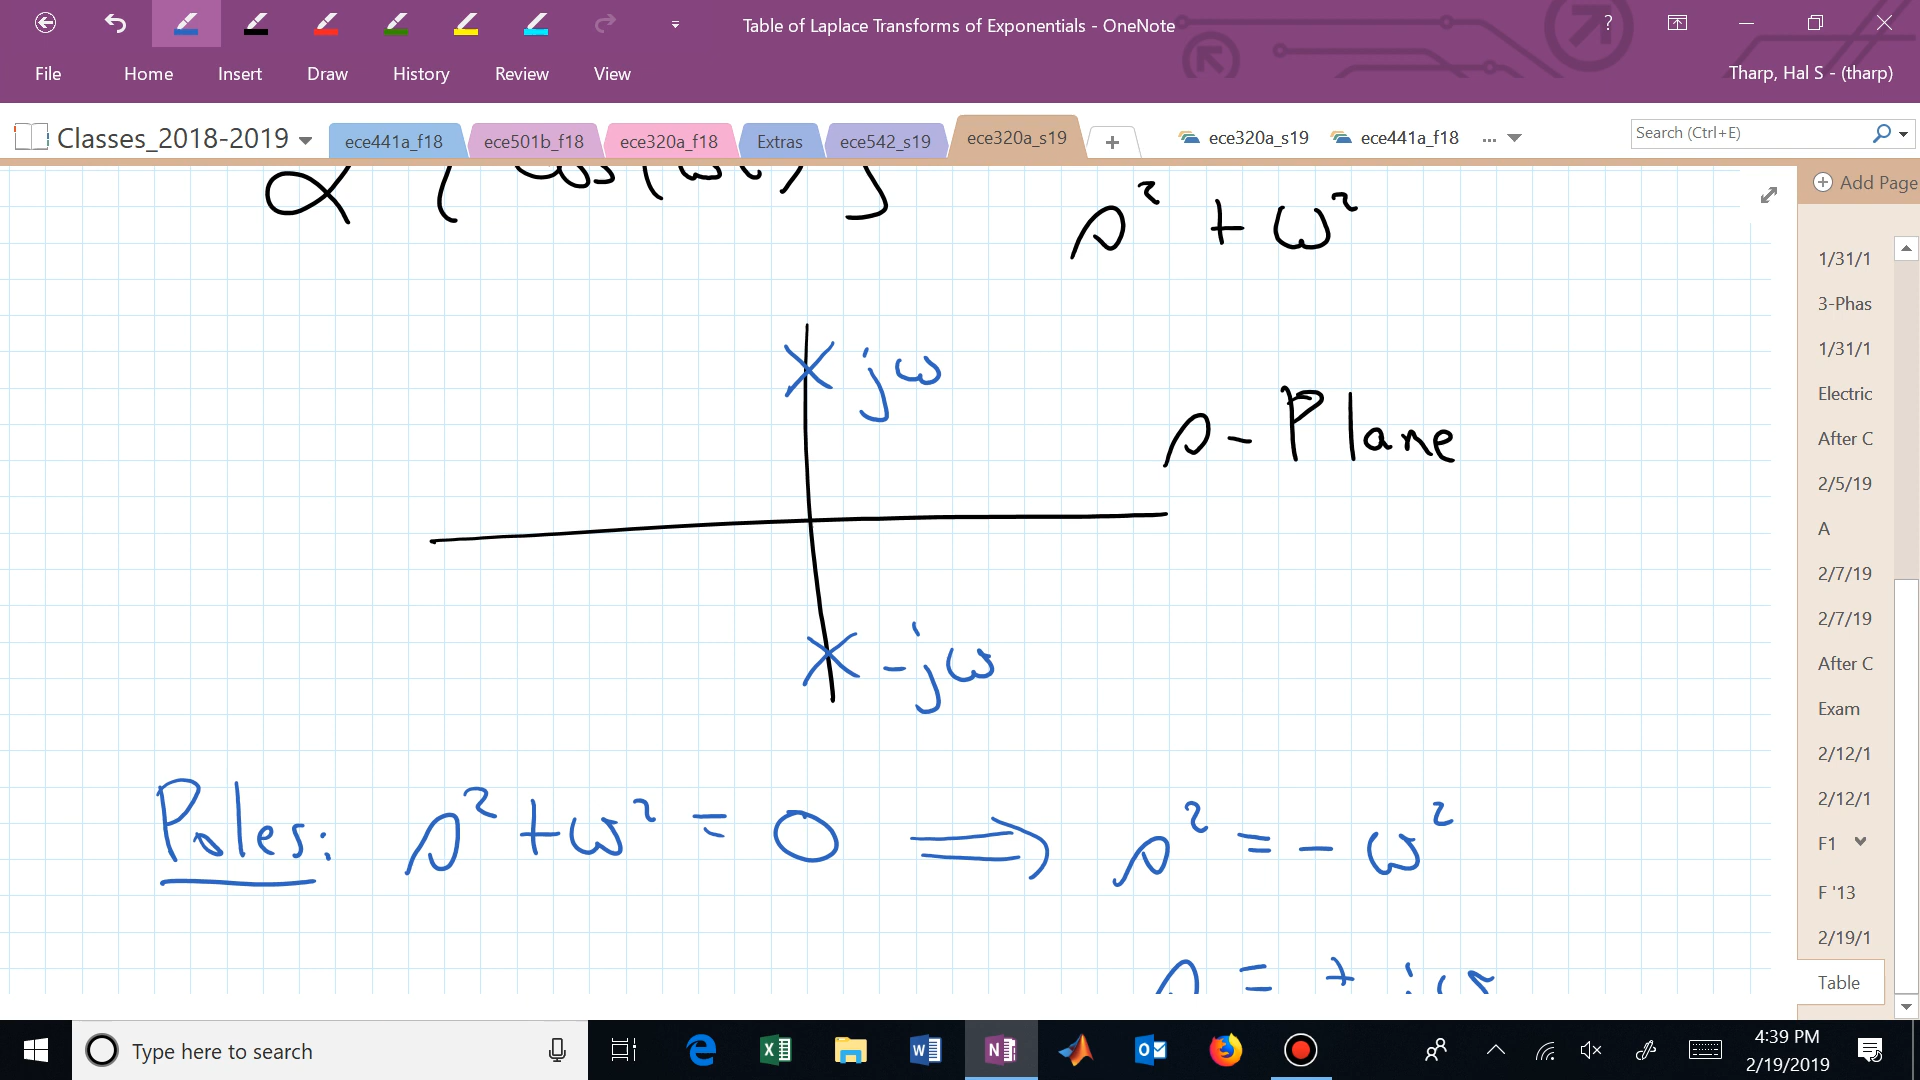 Table of Laplace Transforms of Exponentials - OneNote
?
File Home Insert Draw History Review View
Tharp, Hal S - (tharp)
Classes_2018-2019
ece441a_f18 ece501b_f18 ece320a_f18 Extras ece542_s19 ece320a_s19 +
ece320a_s19 ece441a_f18 ...
Search (Ctrl+E)
Add Page
1/31/1
3-Phas
1/31/1
Electric
After C
2/5/19
A
2/7/19
2/7/19
After C
Exam
2/12/1
2/12/1
F1
F '13
2/19/1
Table
s² + ω²
jω
s-Plane
-jω
Poles: s² + ω² = 0 ⟹ s² = - ω²
Type here to search
4:39 PM
2/19/2019